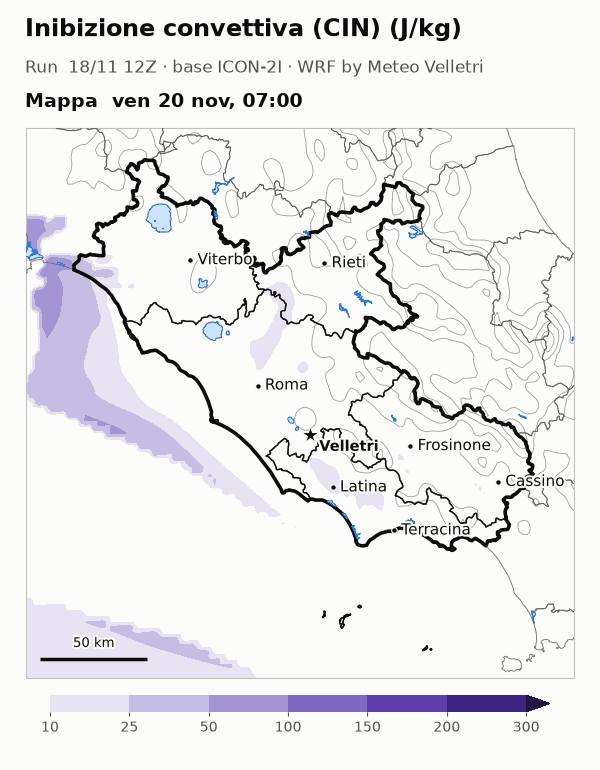 Inibizione convettiva (CIN) (J/kg)
Run  18/11 12Z · base ICON-2I · WRF by Meteo Velletri
Mappa  ven 20 nov, 07:00
Viterbo
Rieti
Roma
Velletri
Frosinone
Latina
Cassino
Terracina
50 km
10 25 50 100 150 200 300